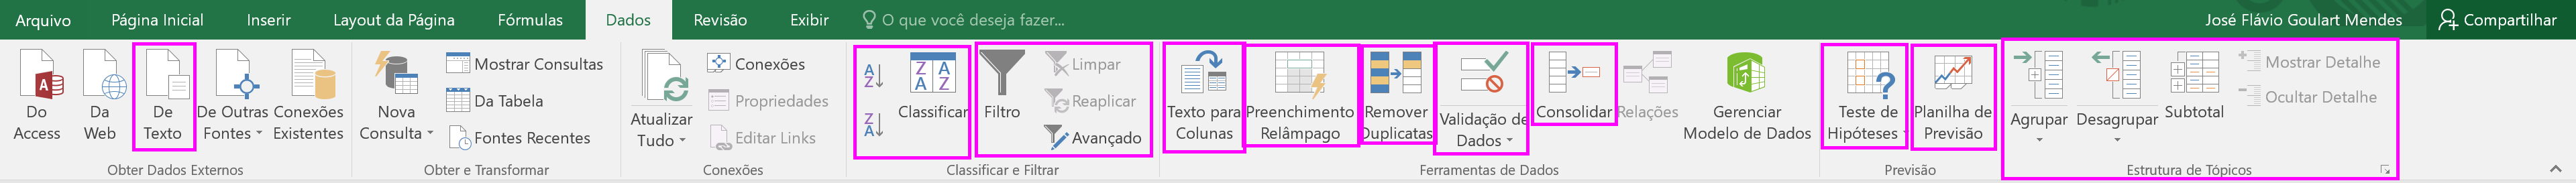 Arquivo Página Inicial Inserir Layout da Página Fórmulas Dados Revisão Exibir O que você deseja fazer... José Flávio Goulart Mendes Compartilhar
Do
Access
Da
Web
De
Texto
De Outras
Fontes
Conexões
Existentes
Obter Dados Externos
Nova
Consulta
Mostrar Consultas
Da Tabela
Fontes Recentes
Obter e Transformar
Atualizar
Tudo
Conexões
Propriedades
Editar Links
Conexões
A
Z
Z
A
Z A
A Z
Classificar
Filtro
Limpar
Reaplicar
Avançado
Classificar e Filtrar
Texto para
Colunas
Preenchimento
Relâmpago
Remover
Duplicatas
Validação de
Dados
Consolidar
Relações
Gerenciar
Modelo de Dados
Ferramentas de Dados
Teste de
Hipóteses
Planilha de
Previsão
Previsão
Agrupar
Desagrupar
Subtotal
Mostrar Detalhe
Ocultar Detalhe
Estrutura de Tópicos